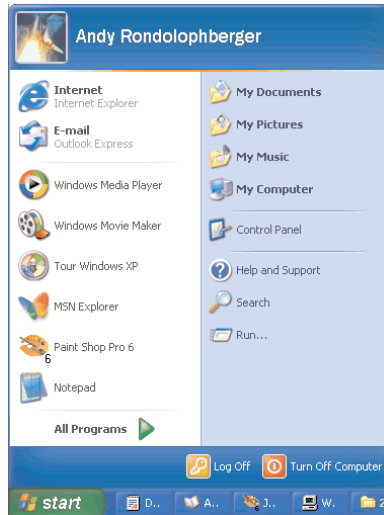 Andy Rondolophberger
Internet
Internet Explorer
E-mail
Outlook Express
Windows Media Player
Windows Movie Maker
Tour Windows XP
MSN Explorer
Paint Shop Pro 6
6
Notepad
All Programs
My Documents
My Pictures
My Music
My Computer
Control Panel
Help and Support
Search
Run...
Log Off
Turn Off Computer
start
D..
A..
J..
W.
2